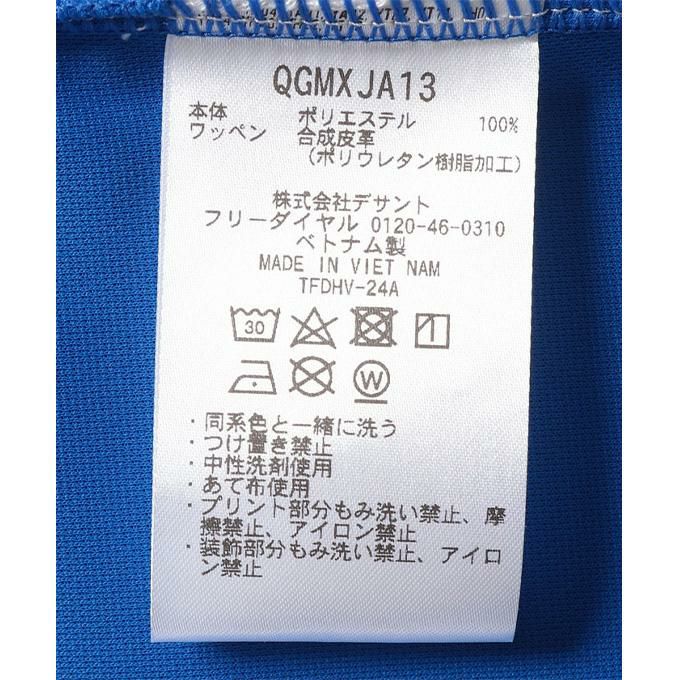 QGMXJA13
本体 ポリエステル 100%
ワッペン 合成皮革
(ポリウレタン樹脂加工)
株式会社デサント
フリーダイヤル 0120-46-0310
ベトナム製
MADE IN VIET NAM
TFDHV-24A
30
W
・同系色と一緒に洗う
・つけ置き禁止
・中性洗剤使用
・あて布使用
・プリント部分もみ洗い禁止、摩
擦禁止、アイロン禁止
・装飾部分もみ洗い禁止、アイロ
ン禁止